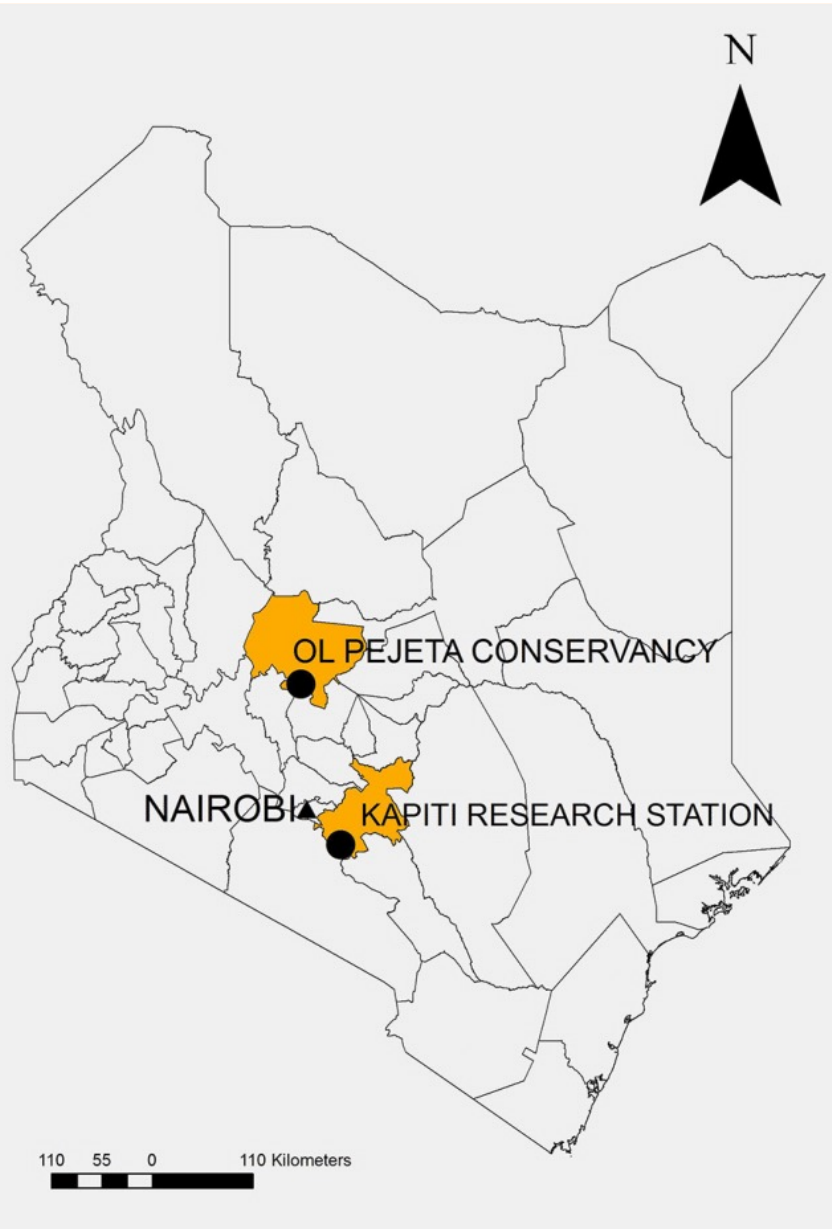 N
OL PEJETA CONSERVANCY
NAIROBI
KAPITI RESEARCH STATION
110 55 0 110 Kilometers